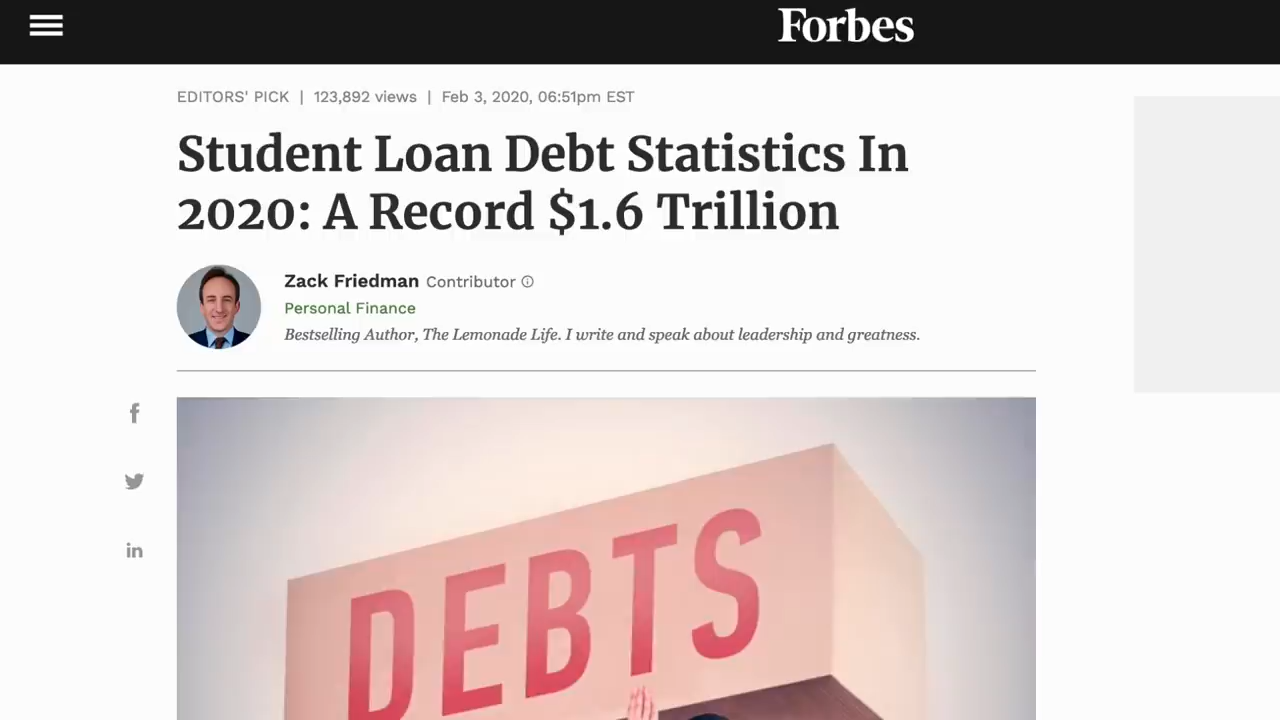 Forbes
EDITORS' PICK | 123,892 views | Feb 3, 2020, 06:51pm EST
Student Loan Debt Statistics In
2020: A Record $1.6 Trillion
Zack Friedman Contributor
Personal Finance
Bestselling Author, The Lemonade Life. I write and speak about leadership and greatness.
DEBTS